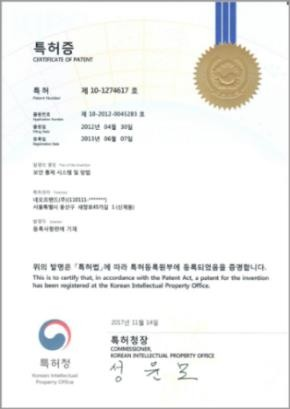 특허증
CERTIFICATE OF PATENT
특허 제 10-1274617 호
Patent Number
출원번호 제 10-2012-0045283 호
Application Number
출원일 2012년 04월 30일
Filing Date
등록일 2013년 06월 07일
Registration Date
발명의 명칭 Title of the Invention
보안 통제 시스템 및 방법
특허권자 Patentee
서울특별시 용산구
발명자 Inventor
등록사항란에 기재
위의 발명은 「특허법」에 따라 특허등록원부에 등록되었음을 증명합니다.
This is to certify that, in accordance with the Patent Act, a patent for the invention
has been registered at the Korean Intellectual Property Office.
2017년 11월 14일
특허청
Korean Intellectual
Property Office
특허청장
COMMISSIONER,
KOREAN INTELLECTUAL PROPERTY OFFICE
성윤모